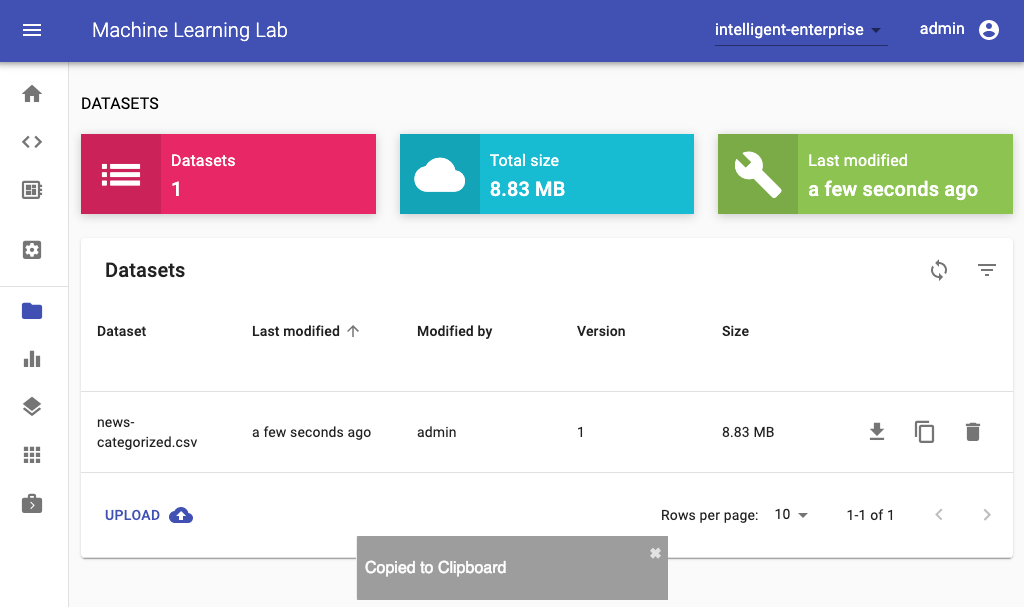 Machine Learning Lab
intelligent-enterprise
admin
DATASETS
Datasets
1
Total size
8.83 MB
Last modified
a few seconds ago
Datasets
Dataset
Last modified
Modified by
Version
Size
news-
categorized.csv
a few seconds ago
admin
1
8.83 MB
UPLOAD
Rows per page:
10
1-1 of 1
Copied to Clipboard